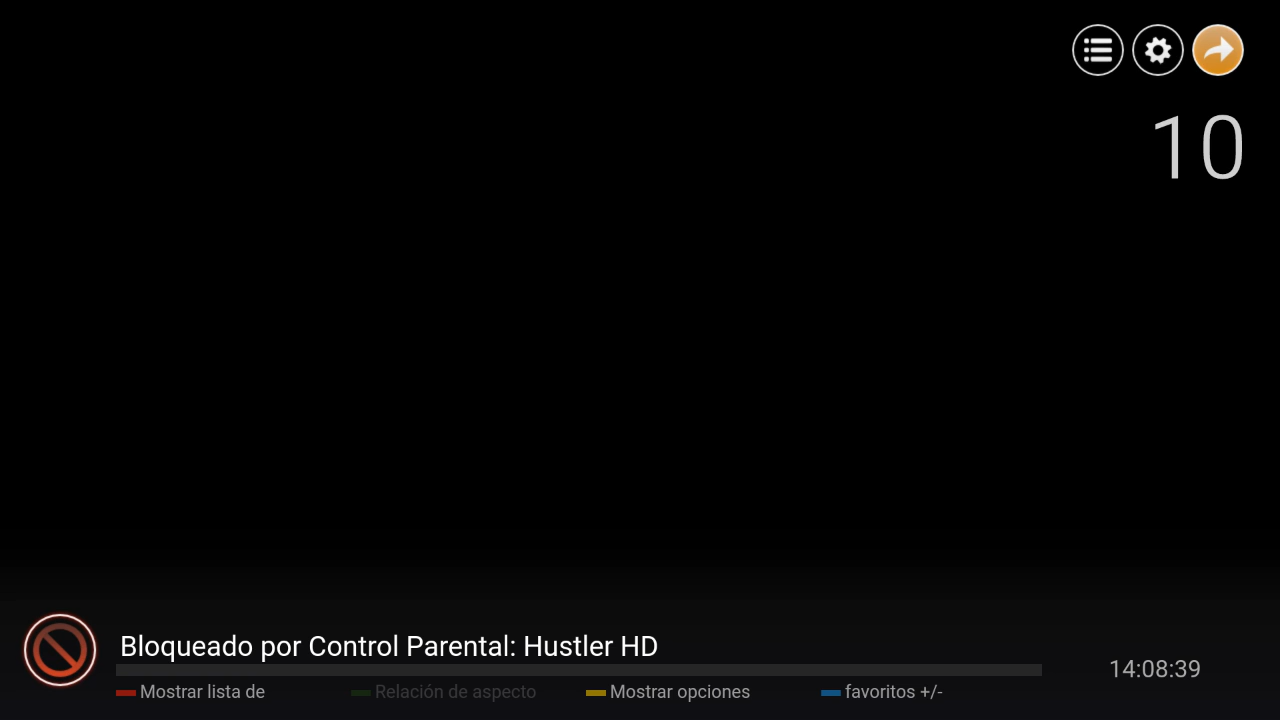 10
Bloqueado por Control Parental: Hustler HD
14:08:39
Mostrar lista de
Relación de aspecto
Mostrar opciones
favoritos +/-